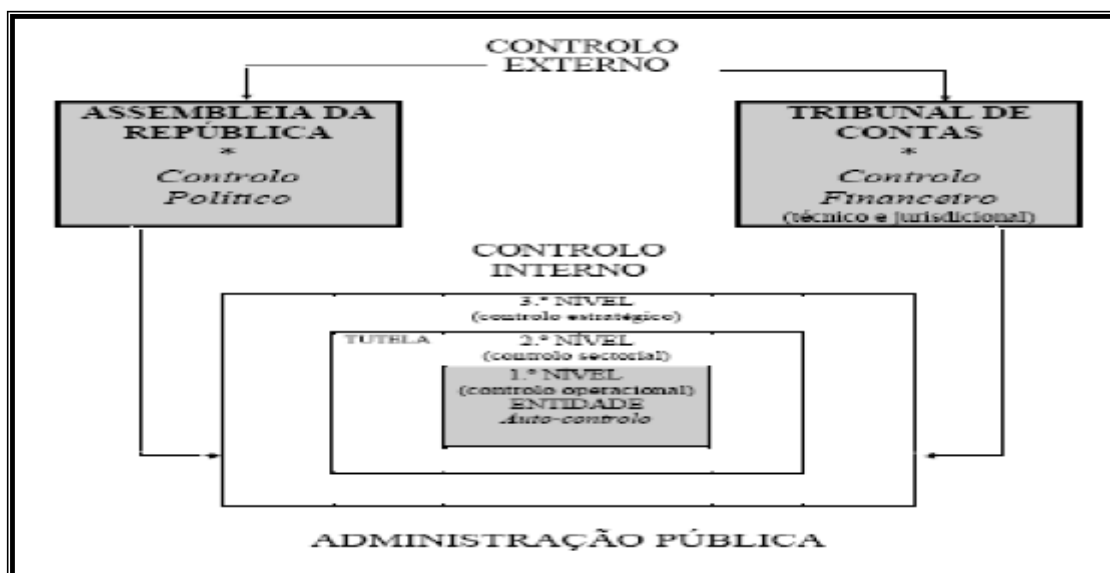 CONTROLO
EXTERNO
ASSEMBLEIA DA
REPÚBLICA
*
Controlo
Político
TRIBUNAL DE
CONTAS
*
Controlo
Financeiro
(técnico e jurisdicional)
CONTROLO
INTERNO
3.º NÍVEL
(controlo estratégico)
TUTELA
2.º NÍVEL
(controlo sectorial)
1.º NÍVEL
(controlo operacional)
ENTIDADE
Auto-controlo
ADMINISTRAÇÃO PÚBLICA